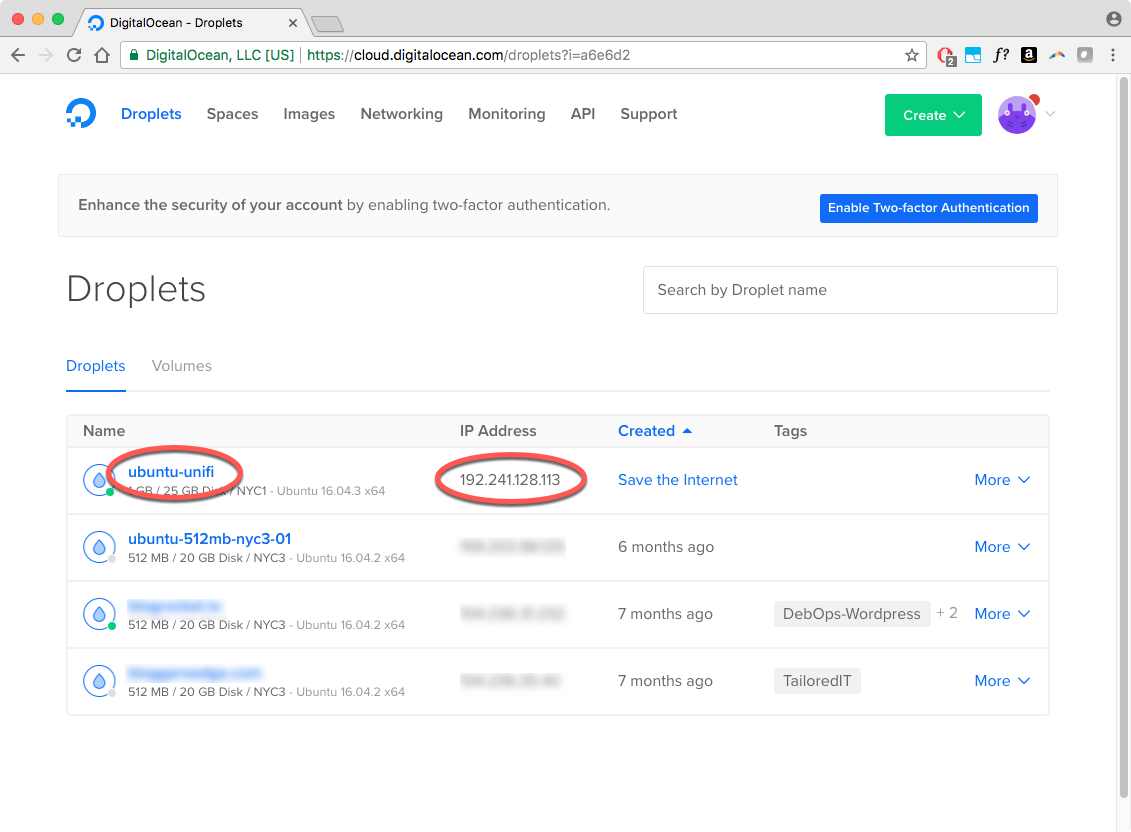 DigitalOcean - Droplets
DigitalOcean, LLC [US] https://cloud.digitalocean.com/droplets?i=a6e6d2
2 f? a
Droplets Spaces Images Networking Monitoring API Support Create
Enhance the security of your account by enabling two-factor authentication. Enable Two-factor Authentication
Droplets Search by Droplet name
Droplets Volumes
Name IP Address Created Tags
ubuntu-unifi
1 GB / 25 GB Disk / NYC1 - Ubuntu 16.04.3 x64
192.241.128.113 Save the Internet More
ubuntu-512mb-nyc3-01
512 MB / 20 GB Disk / NYC3 - Ubuntu 16.04.2 x64
6 months ago More
512 MB / 20 GB Disk / NYC3 - Ubuntu 16.04.2 x64
7 months ago DebOps-Wordpress + 2 More
512 MB / 20 GB Disk / NYC3 - Ubuntu 16.04.2 x64
7 months ago TailoredIT More